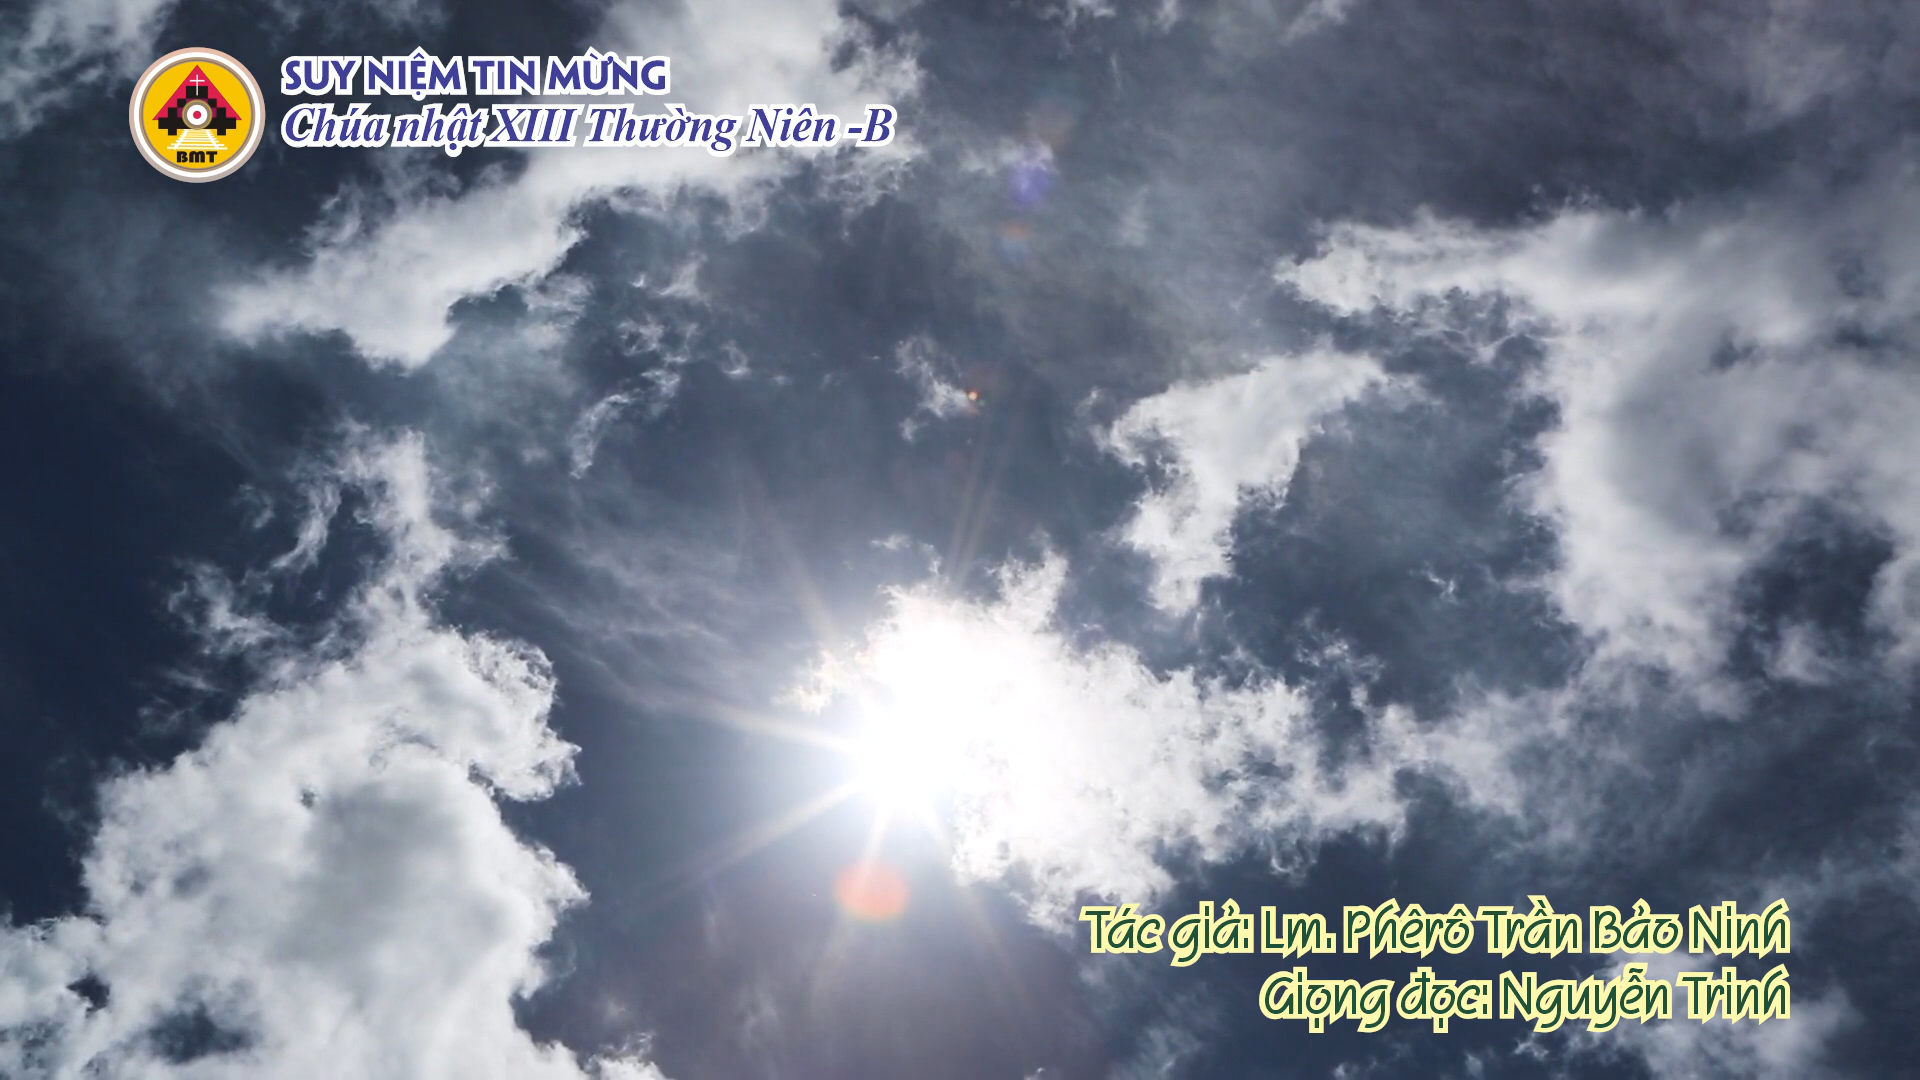 BMT
SUY NIỆM TIN MỪNG
Chúa nhật XIII Thường Niên -B
Tác giả: Lm. Phêrô Trần Bảo Ninh
Giọng đọc: Nguyễn Trinh